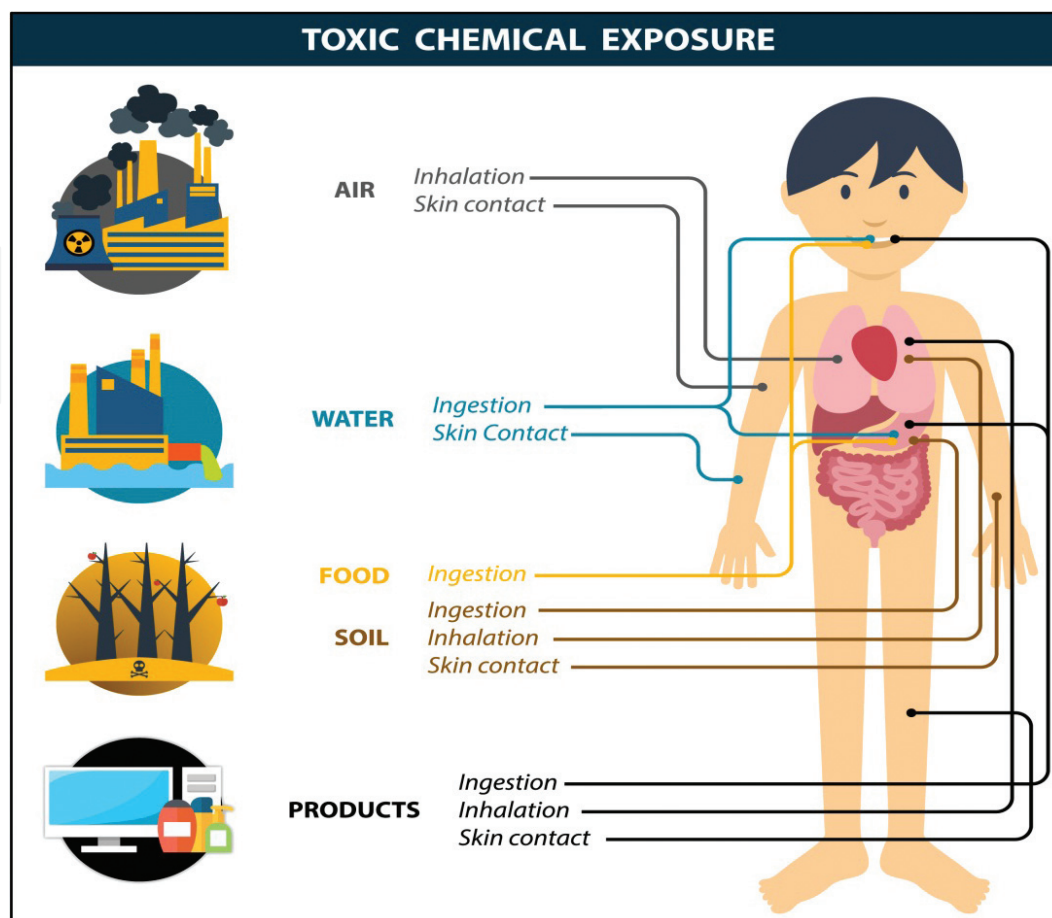 TOXIC CHEMICAL EXPOSURE
AIR
Inhalation
Skin contact
WATER
Ingestion
Skin Contact
FOOD
Ingestion
SOIL
Ingestion
Inhalation
Skin contact
PRODUCTS
Ingestion
Inhalation
Skin contact